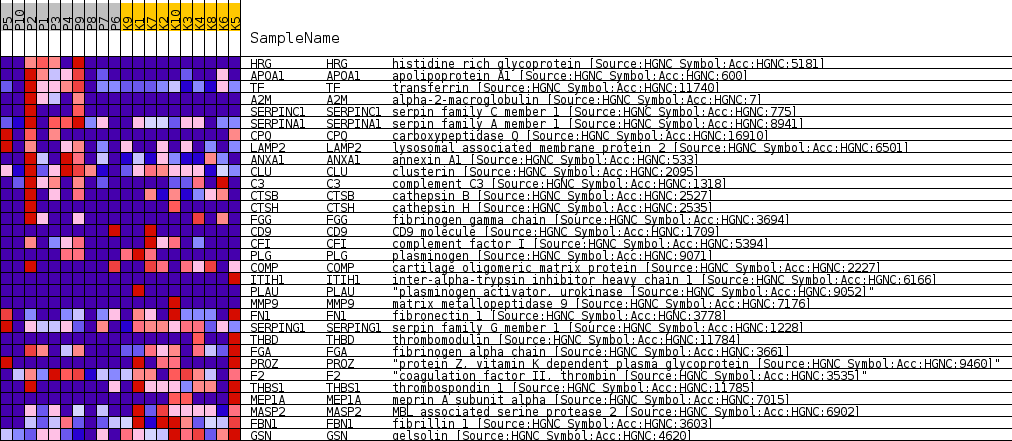 P5 P10 P2 P1 P3 P4 P9 P8 P7 P6 K9 K1 K7 K2 K10 K3 K4 K8 K6 K5
SampleName
HRG HRG histidine rich glycoprotein [Source:HGNC Symbol;Acc:HGNC:5181]
APOA1 APOA1 apolipoprotein A1 [Source:HGNC Symbol;Acc:HGNC:600]
TF TF transferrin [Source:HGNC Symbol;Acc:HGNC:11740]
A2M A2M alpha-2-macroglobulin [Source:HGNC Symbol;Acc:HGNC:7]
SERPINC1 SERPINC1 serpin family C member 1 [Source:HGNC Symbol;Acc:HGNC:775]
SERPINA1 SERPINA1 serpin family A member 1 [Source:HGNC Symbol;Acc:HGNC:8941]
CPQ CPQ carboxypeptidase Q [Source:HGNC Symbol;Acc:HGNC:16910]
LAMP2 LAMP2 lysosomal associated membrane protein 2 [Source:HGNC Symbol;Acc:HGNC:6501]
ANXA1 ANXA1 annexin A1 [Source:HGNC Symbol;Acc:HGNC:533]
CLU CLU clusterin [Source:HGNC Symbol;Acc:HGNC:2095]
C3 C3 complement C3 [Source:HGNC Symbol;Acc:HGNC:1318]
CTSB CTSB cathepsin B [Source:HGNC Symbol;Acc:HGNC:2527]
CTSH CTSH cathepsin H [Source:HGNC Symbol;Acc:HGNC:2535]
FGG FGG fibrinogen gamma chain [Source:HGNC Symbol;Acc:HGNC:3694]
CD9 CD9 CD9 molecule [Source:HGNC Symbol;Acc:HGNC:1709]
CFI CFI complement factor I [Source:HGNC Symbol;Acc:HGNC:5394]
PLG PLG plasminogen [Source:HGNC Symbol;Acc:HGNC:9071]
COMP COMP cartilage oligomeric matrix protein [Source:HGNC Symbol;Acc:HGNC:2227]
ITIH1 ITIH1 inter-alpha-trypsin inhibitor heavy chain 1 [Source:HGNC Symbol;Acc:HGNC:6166]
PLAU PLAU "plasminogen activator, urokinase [Source:HGNC Symbol;Acc:HGNC:9052]"
MMP9 MMP9 matrix metallopeptidase 9 [Source:HGNC Symbol;Acc:HGNC:7176]
FN1 FN1 fibronectin 1 [Source:HGNC Symbol;Acc:HGNC:3778]
SERPING1 SERPING1 serpin family G member 1 [Source:HGNC Symbol;Acc:HGNC:1228]
THBD THBD thrombomodulin [Source:HGNC Symbol;Acc:HGNC:11784]
FGA FGA fibrinogen alpha chain [Source:HGNC Symbol;Acc:HGNC:3661]
PROZ PROZ "protein Z, vitamin K dependent plasma glycoprotein [Source:HGNC Symbol;Acc:HGNC:9460]"
F2 F2 "coagulation factor II, thrombin [Source:HGNC Symbol;Acc:HGNC:3535]"
THBS1 THBS1 thrombospondin 1 [Source:HGNC Symbol;Acc:HGNC:11785]
MEP1A MEP1A meprin A subunit alpha [Source:HGNC Symbol;Acc:HGNC:7015]
MASP2 MASP2 MBL associated serine protease 2 [Source:HGNC Symbol;Acc:HGNC:6902]
FBN1 FBN1 fibrillin 1 [Source:HGNC Symbol;Acc:HGNC:3603]
GSN GSN gelsolin [Source:HGNC Symbol;Acc:HGNC:4620]